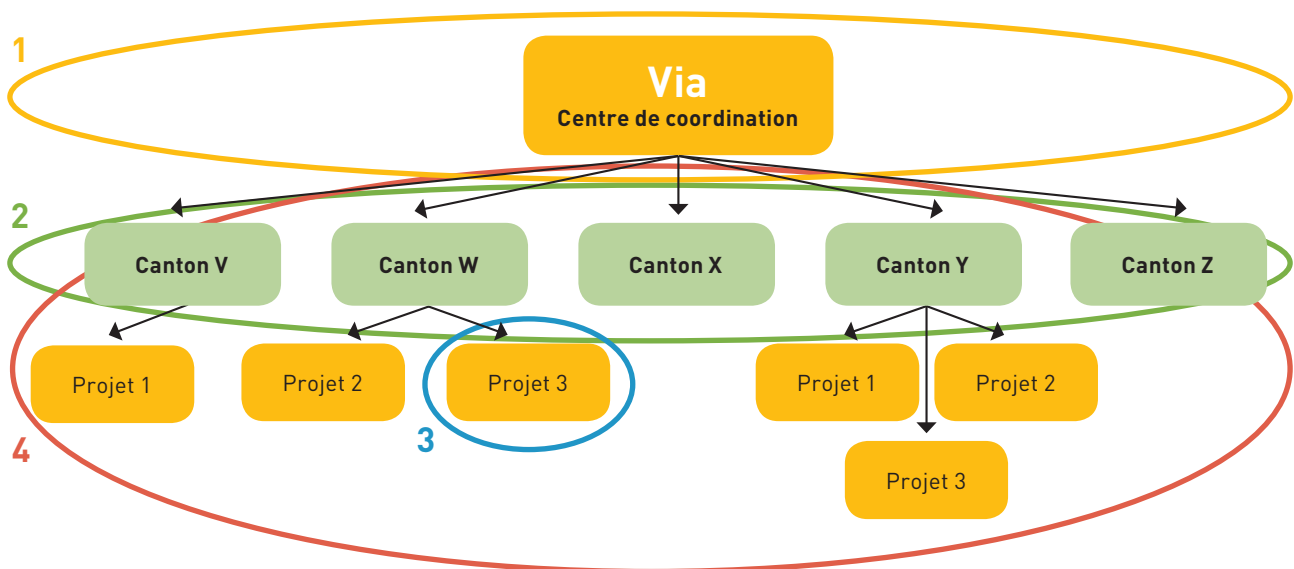 1
Via
Centre de coordination
2
Canton V
Canton W
Canton X
Canton Y
Canton Z
Projet 1
Projet 2
Projet 3
Projet 1
Projet 2
3
4
Projet 3